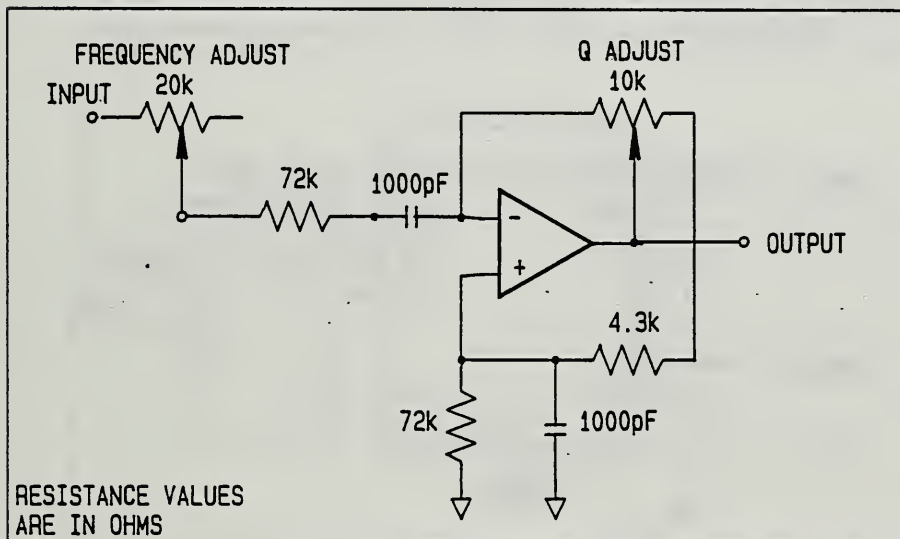 FREQUENCY ADJUST
20k
INPUT
Q ADJUST
10k
72k
1000pF
-
+
OUTPUT
4.3k
72k
1000pF
RESISTANCE VALUES
ARE IN OHMS